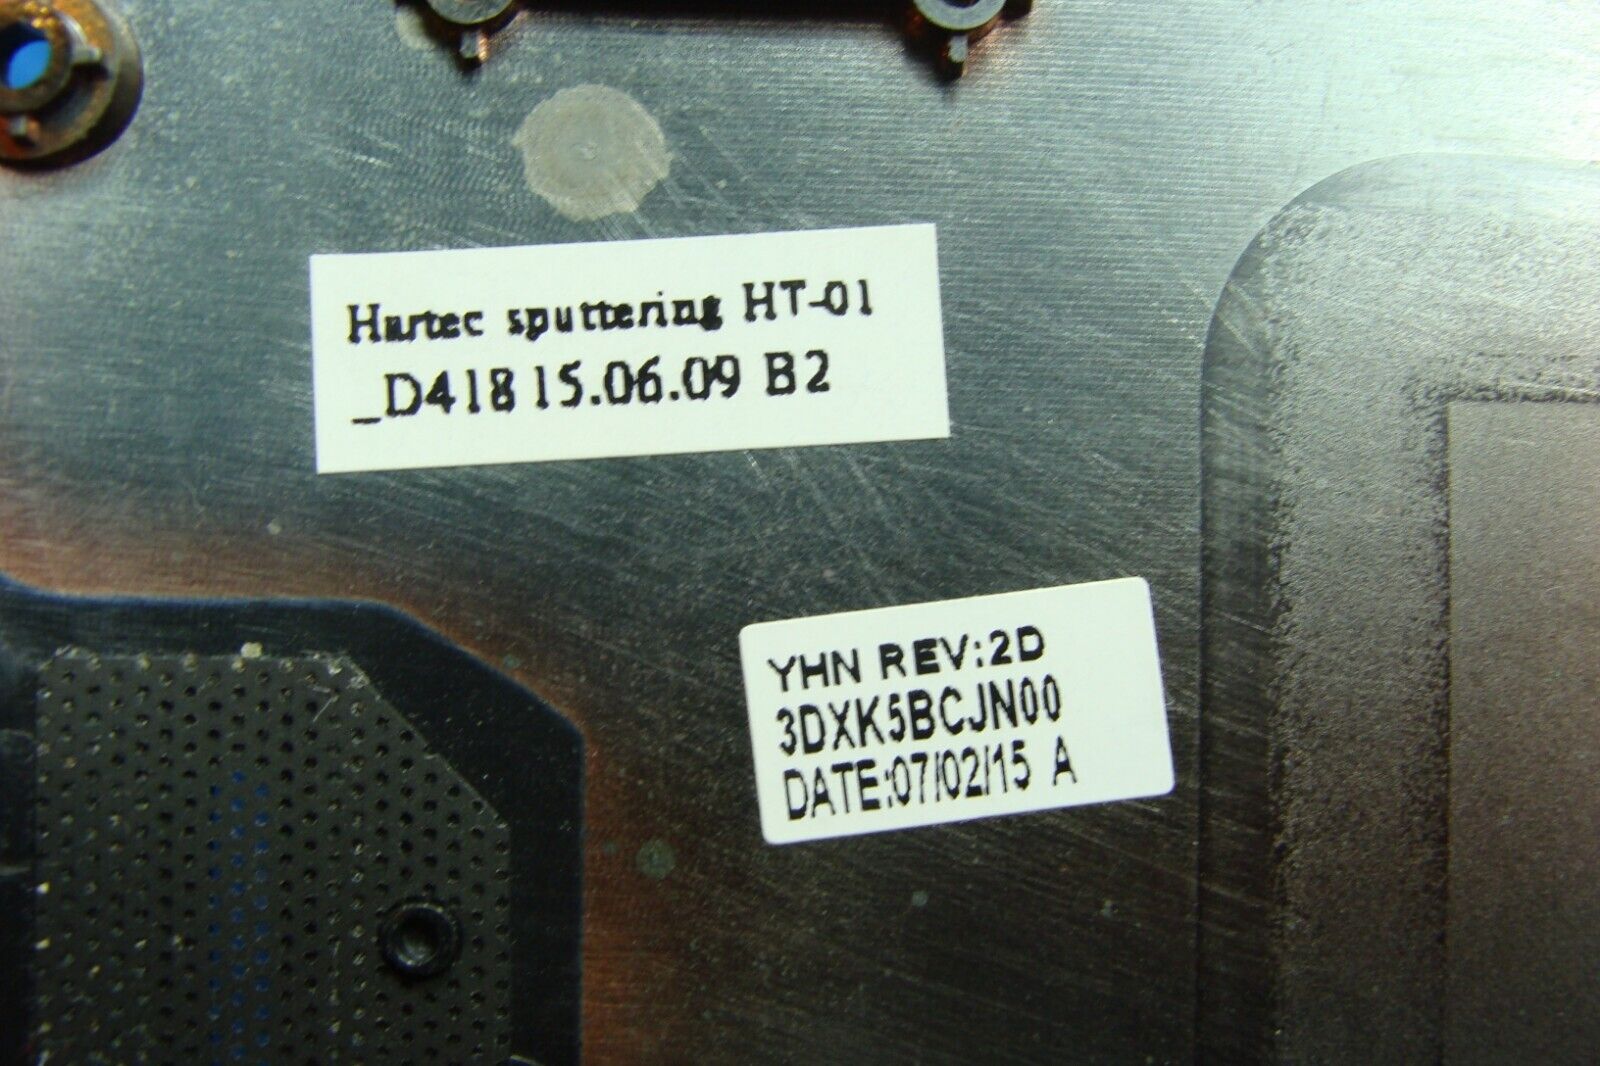 Hartec sputtering HT-01
_D418 15.06.09 B2
YHN REV:2D
3DXK5BCJN00
DATE:07/02/15 A